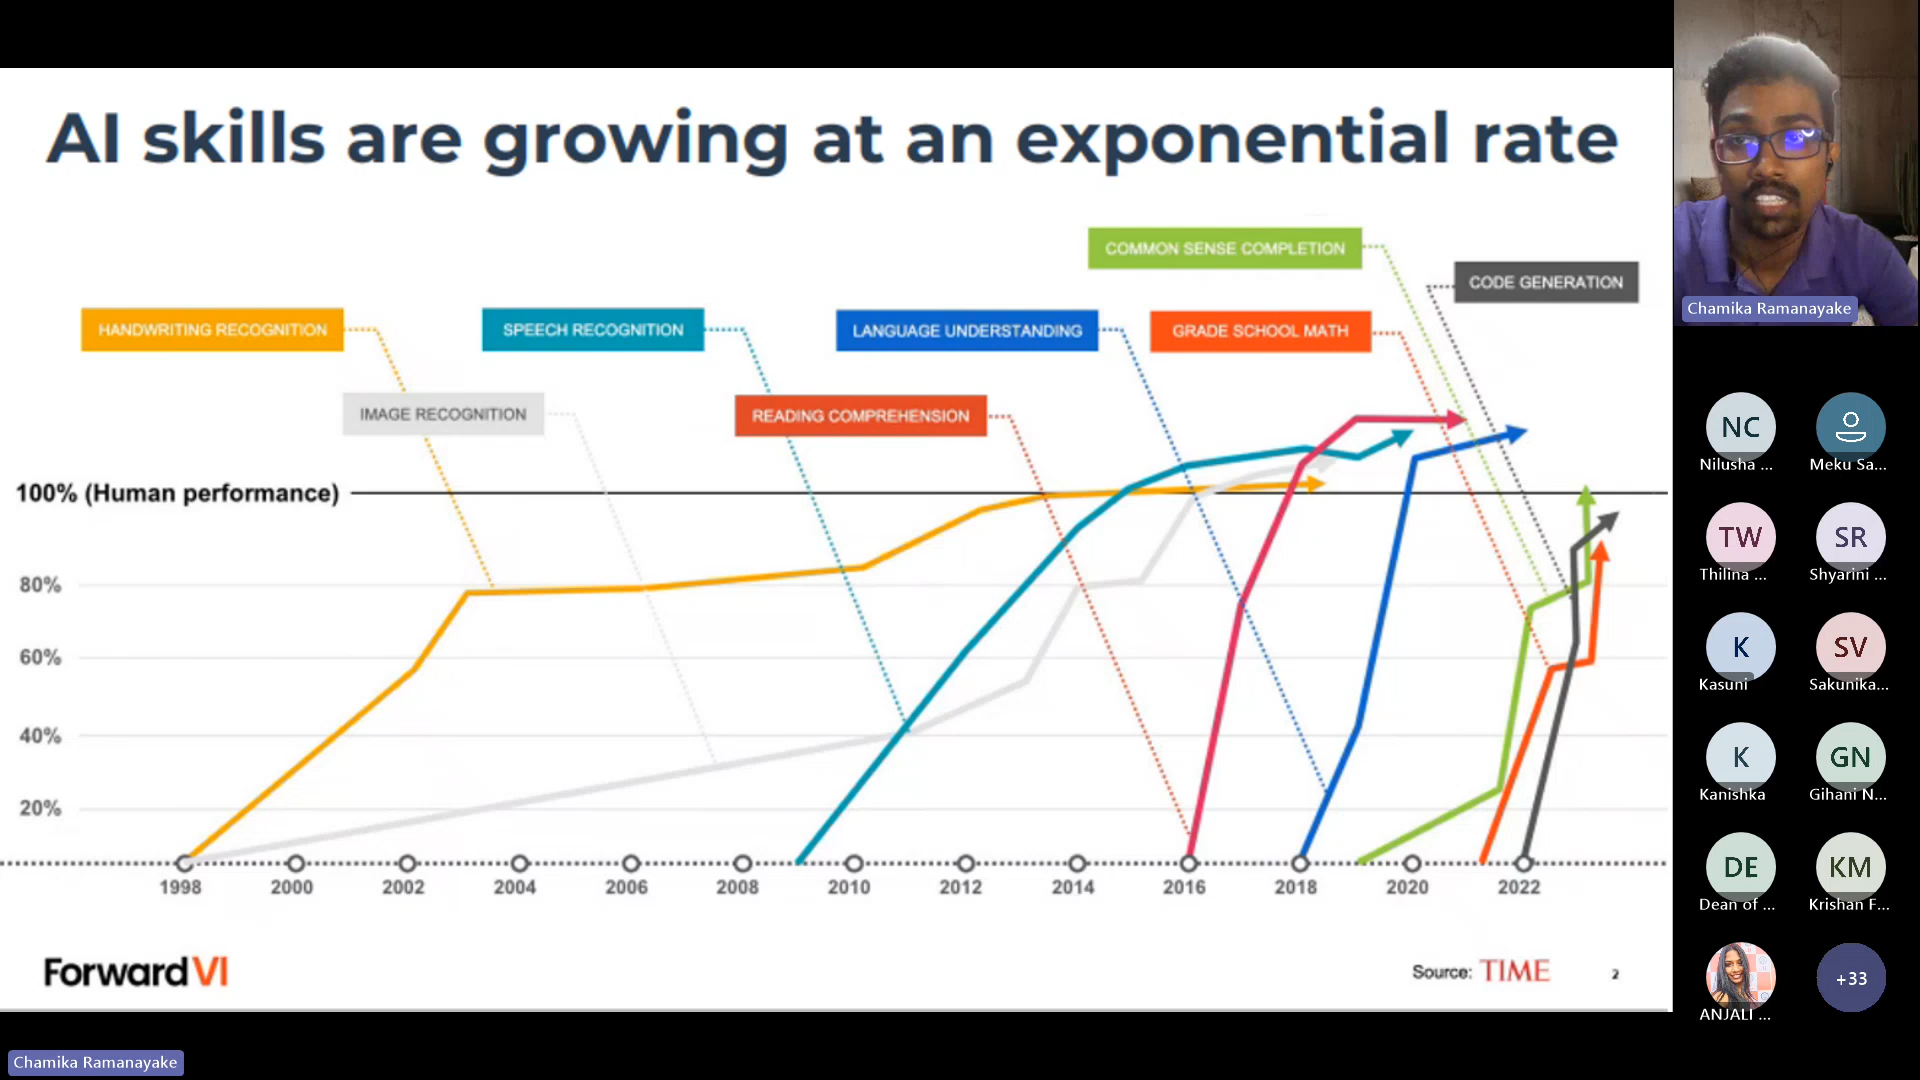 AI skills are growing at an exponential rate
COMMON SENSE COMPLETION
CODE GENERATION
HANDWRITING RECOGNITION
SPEECH RECOGNITION
LANGUAGE UNDERSTANDING
GRADE SCHOOL MATH
IMAGE RECOGNITION
READING COMPREHENSION
100% (Human performance)
80%
60%
40%
20%
1998 2000 2002 2004 2006 2008 2010 2012 2014 2016 2018 2020 2022
ForwardVI
Source: TIME
2
Chamika Ramanayake
Chamika Ramanayake
NC
Nilusha ...
Meku Sa...
TW
Thilina ...
SR
Shyarini ...
K
Kasuni
SV
Sakunika...
K
Kanishka
GN
Gihani N...
DE
Dean of ...
KM
Krishan F...
ANJALI ...
+33